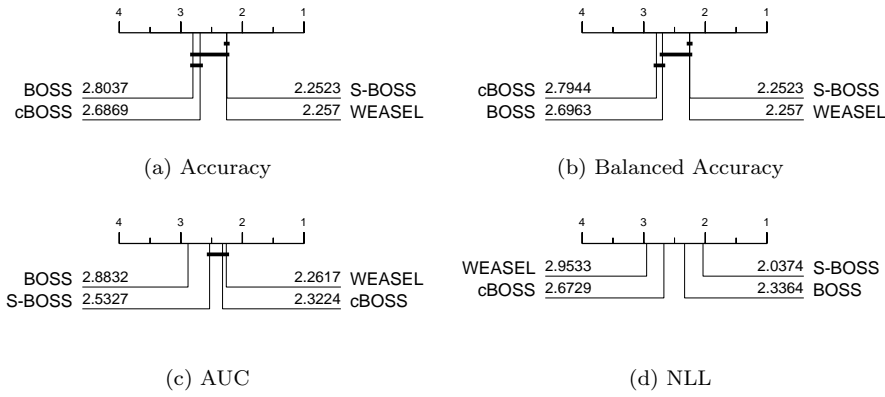 4 3 2 1
BOSS 2.8037 2.2523 S-BOSS
cBOSS 2.6869 2.257 WEASEL
(a) Accuracy
4 3 2 1
cBOSS 2.7944 2.2523 S-BOSS
BOSS 2.6963 2.257 WEASEL
(b) Balanced Accuracy
4 3 2 1
BOSS 2.8832 2.2617 WEASEL
S-BOSS 2.5327 2.3224 cBOSS
(c) AUC
4 3 2 1
WEASEL 2.9533 2.0374 S-BOSS
cBOSS 2.6729 2.3364 BOSS
(d) NLL